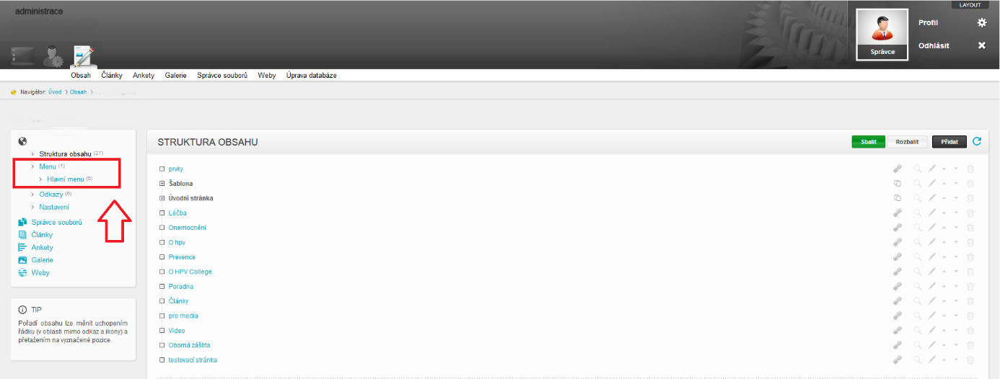 administrace
LAYOUT
Profil
Správce
Odhlásit
Obsah Články Ankety Galerie Správce souborů Weby Úprava databáze
Navigátor: Úvod > Obsah >
Struktura obsahu (27)
Menu (1)
Hlavní menu (6)
Odkazy (6)
Nastavení
Správce souborů
Články
Ankety
Galerie
Weby
TIP
Pořadí obsahu lze měnit uchopením
řádku (v oblasti mimo odkaz a ikony) a
přetažením na vyznačené pozice.
STRUKTURA OBSAHU
Sbalit Rozbalit Přidat
prvky
Šablona
Úvodní stránka
Léčba
Onemocnění
O hpv
Prevence
O HPV College
Poradna
Články
pro media
Video
Oborná záštita
testovací stránka